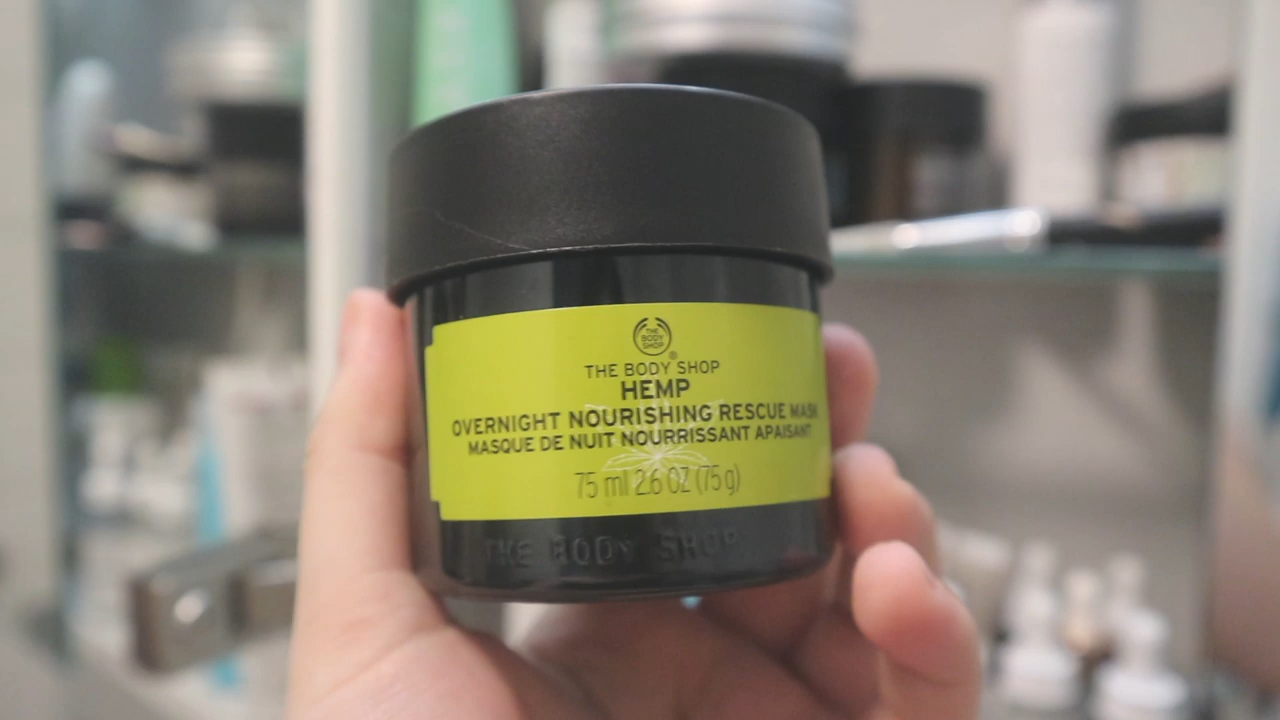 THE
BODY
SHOP
®
THE BODY SHOP
HEMP
OVERNIGHT NOURISHING RESCUE MASK
MASQUE DE NUIT NOURRISSANT APAISANT
75 ml 2.6 OZ (75 g)
THE BODY SHOP